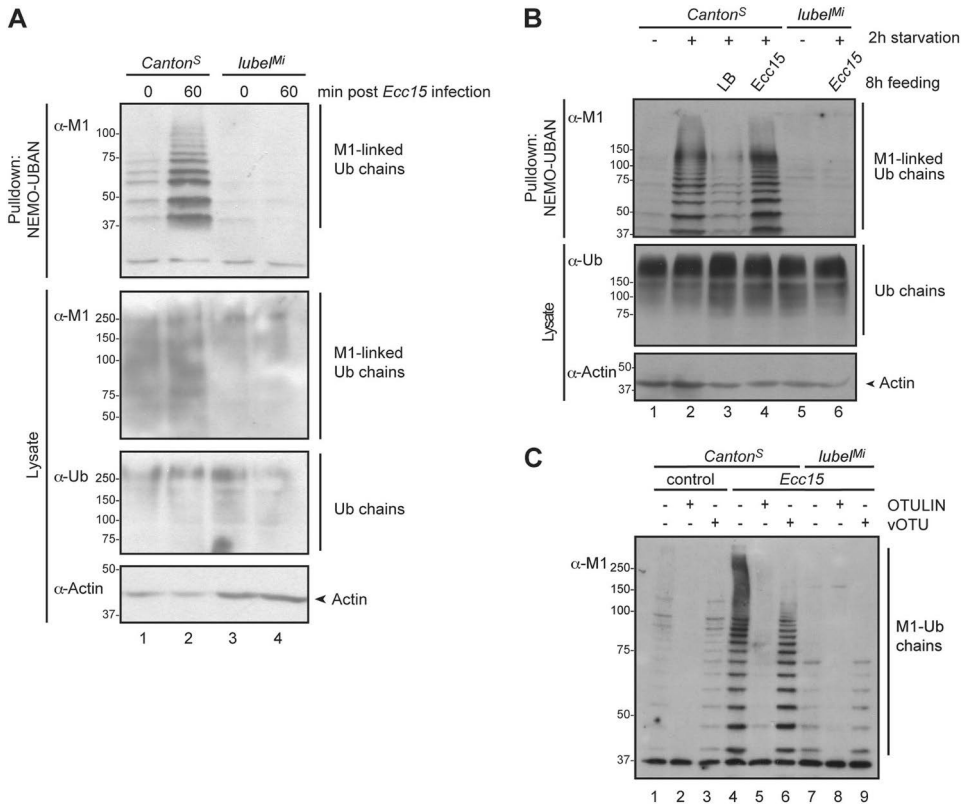 A
Canton^S lubel^Mi
0 60 0 60 min post Ecc15 infection
Pulldown:
NEMO-UBAN
α-M1
100-
75-
50-
37-
M1-linked
Ub chains
Lysate
α-M1
250-
150-
100-
75-
50-
M1-linked
Ub chains
α-Ub
250-
150-
100-
75-
Ub chains
50-
α-Actin
37-
Actin
1 2 3 4
B
Canton^S lubel^Mi
- + + + - + 2h starvation
LB Ecc15 Ecc15 8h feeding
Pulldown:
NEMO-UBAN
α-M1
150-
100-
75-
50-
37-
M1-linked
Ub chains
Lysate
α-Ub
150-
100-
75-
Ub chains
α-Actin
50-
37-
Actin
1 2 3 4 5 6
C
Canton^S lubel^Mi
control Ecc15
- + - - + - - + - OTULIN
- - + - - + - - + vOTU
α-M1
250-
150-
100-
75-
50-
37-
M1-Ub
chains
1 2 3 4 5 6 7 8 9